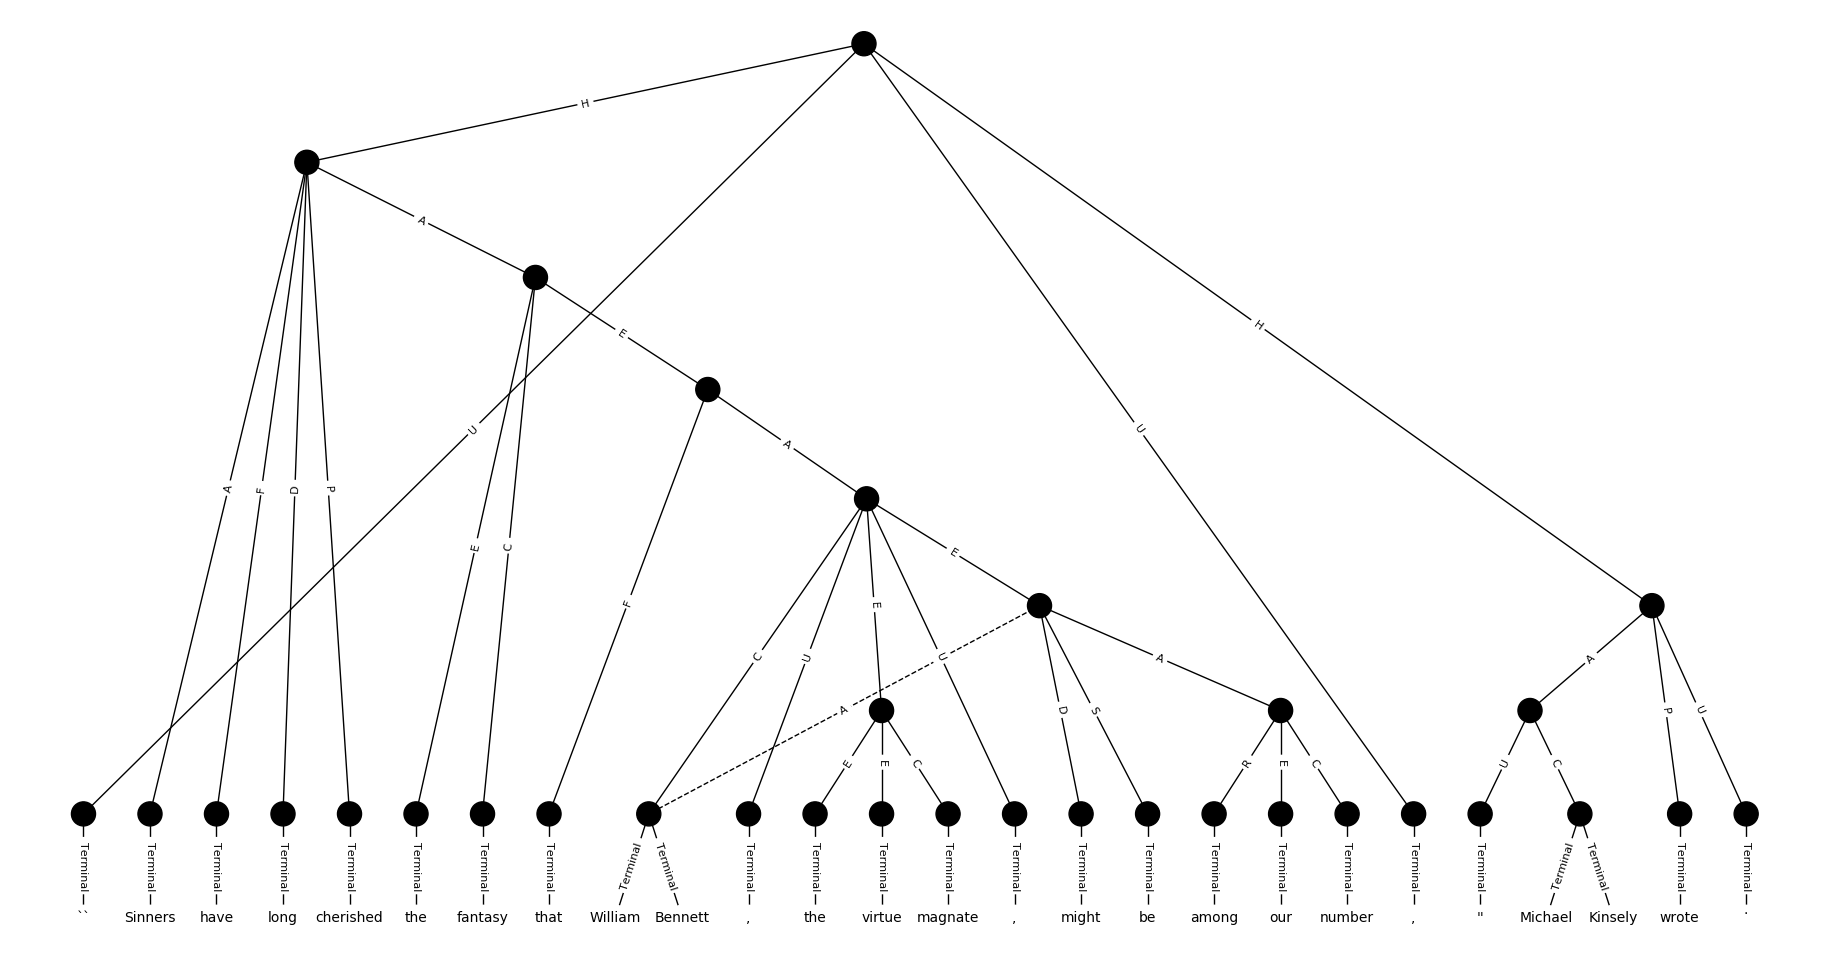 H
A
U
E
H
A
U
A
F
D
P
E
C
E
F
C
U
E
U
A
A
A
D
S
P
U
E
E
C
R
E
C
U
C
Terminal Terminal Terminal Terminal Terminal Terminal Terminal Terminal Terminal Terminal Terminal Terminal Terminal Terminal Terminal Terminal Terminal Terminal Terminal Terminal Terminal Terminal Terminal Terminal Terminal Terminal
`` Sinners have long cherished the fantasy that William Bennett , the virtue magnate , might be among our number , " Michael Kinsely wrote .